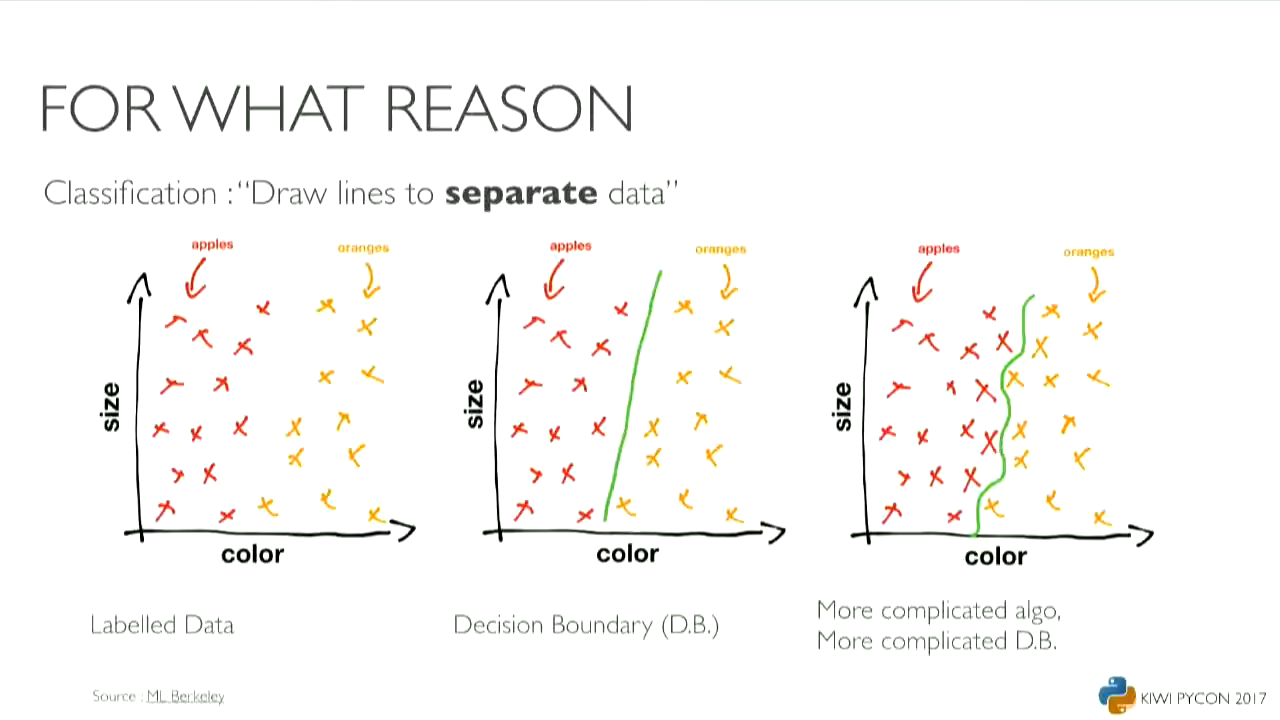 FOR WHAT REASON
Classification : "Draw lines to separate data"
apples
oranges
size
color
Labelled Data
apples
oranges
size
color
Decision Boundary (D.B.)
apples
oranges
size
color
More complicated algo,
More complicated D.B.
Source : ML Berkeley
KIWI PYCON 2017